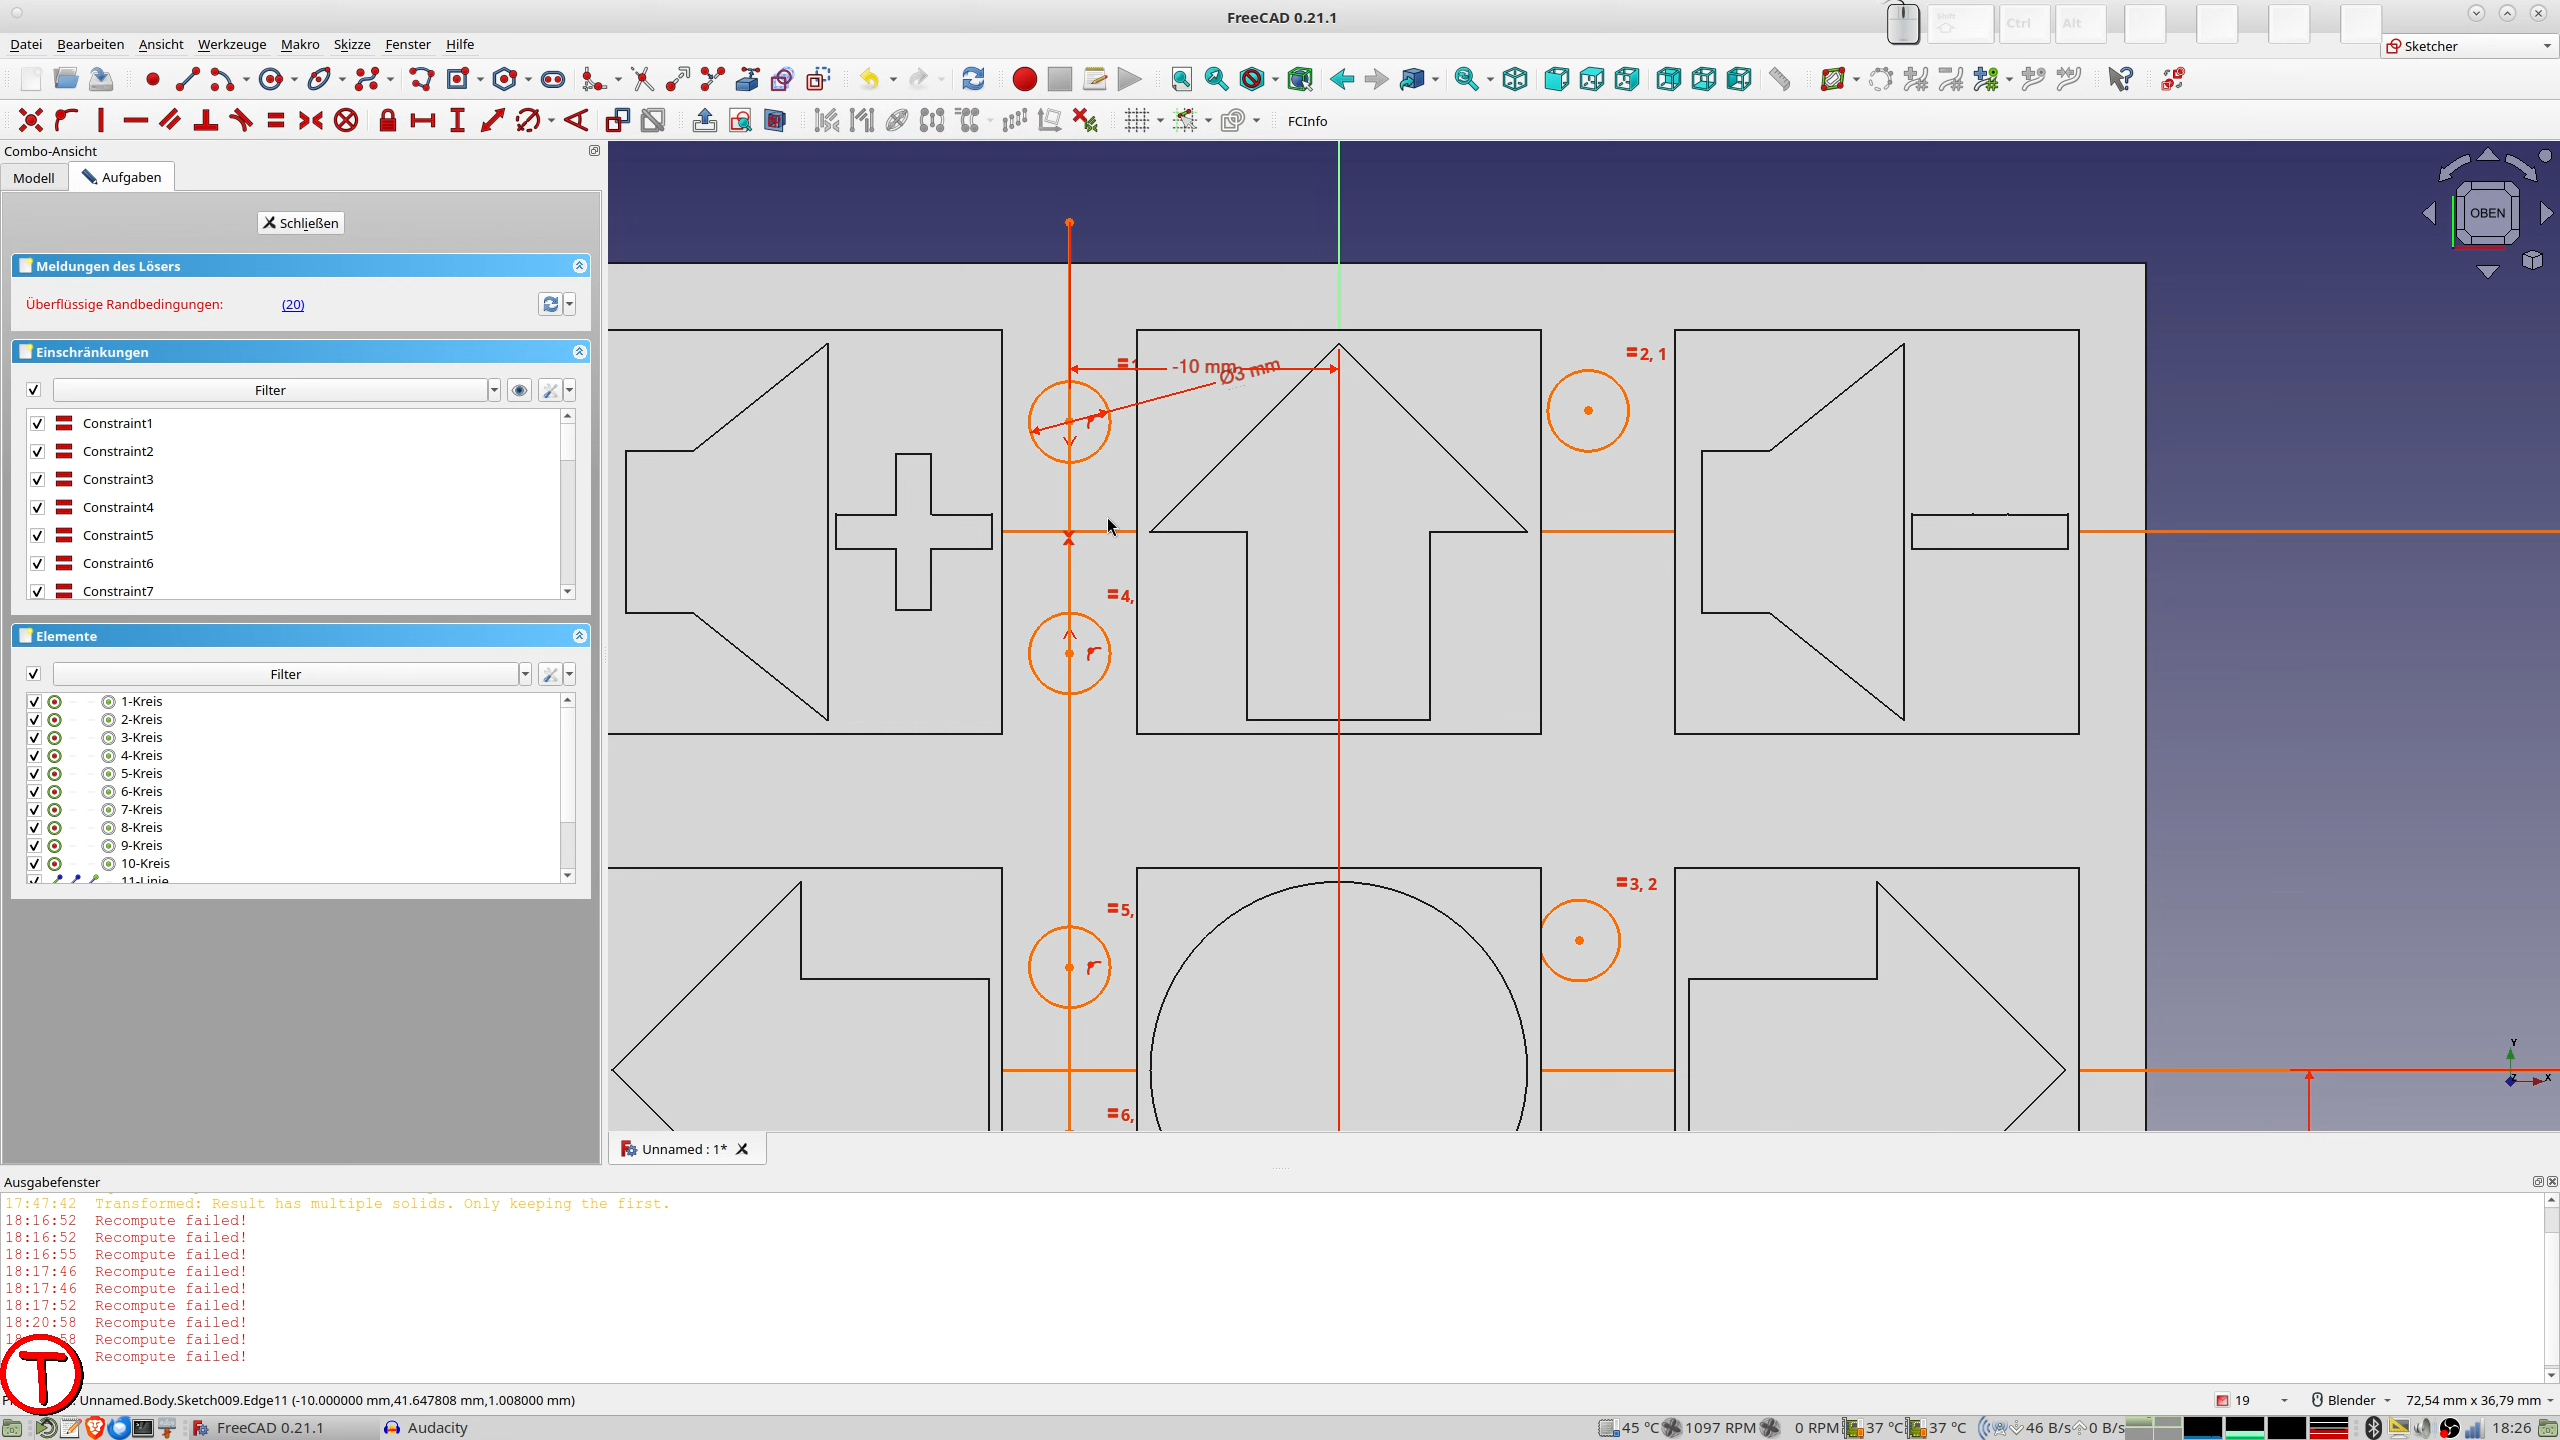 FreeCAD 0.21.1
Shift
Ctrl
Alt
Datei Bearbeiten Ansicht Werkzeuge Makro Skizze Fenster Hilfe
Sketcher
FCInfo
Combo-Ansicht
Modell Aufgaben
Schließen
Meldungen des Lösers
Überflüssige Randbedingungen: (20)
Einschränkungen
Filter
Constraint1
Constraint2
Constraint3
Constraint4
Constraint5
Constraint6
Constraint7
Elemente
Filter
1-Kreis
2-Kreis
3-Kreis
4-Kreis
5-Kreis
6-Kreis
7-Kreis
8-Kreis
9-Kreis
10-Kreis
11-Linie
OBEN
=1
-10 mm
Ø3 mm
=2, 1
=4,
=5,
=3, 2
=6,
Y
Z
X
Unnamed : 1*
Ausgabefenster
17:47:42 Transformed: Result has multiple solids. Only keeping the first.
18:16:52 Recompute failed!
18:16:52 Recompute failed!
18:16:55 Recompute failed!
18:17:46 Recompute failed!
18:17:46 Recompute failed!
18:17:52 Recompute failed!
18:20:58 Recompute failed!
58 Recompute failed!
Recompute failed!
T
Unnamed.Body.Sketch009.Edge11 (-10.000000 mm,41.647808 mm,1.008000 mm)
19
Blender
72,54 mm x 36,79 mm
FreeCAD 0.21.1
Audacity
45 °C 1097 RPM 0 RPM 37 °C 37 °C 46 B/s 0 B/s
18:26